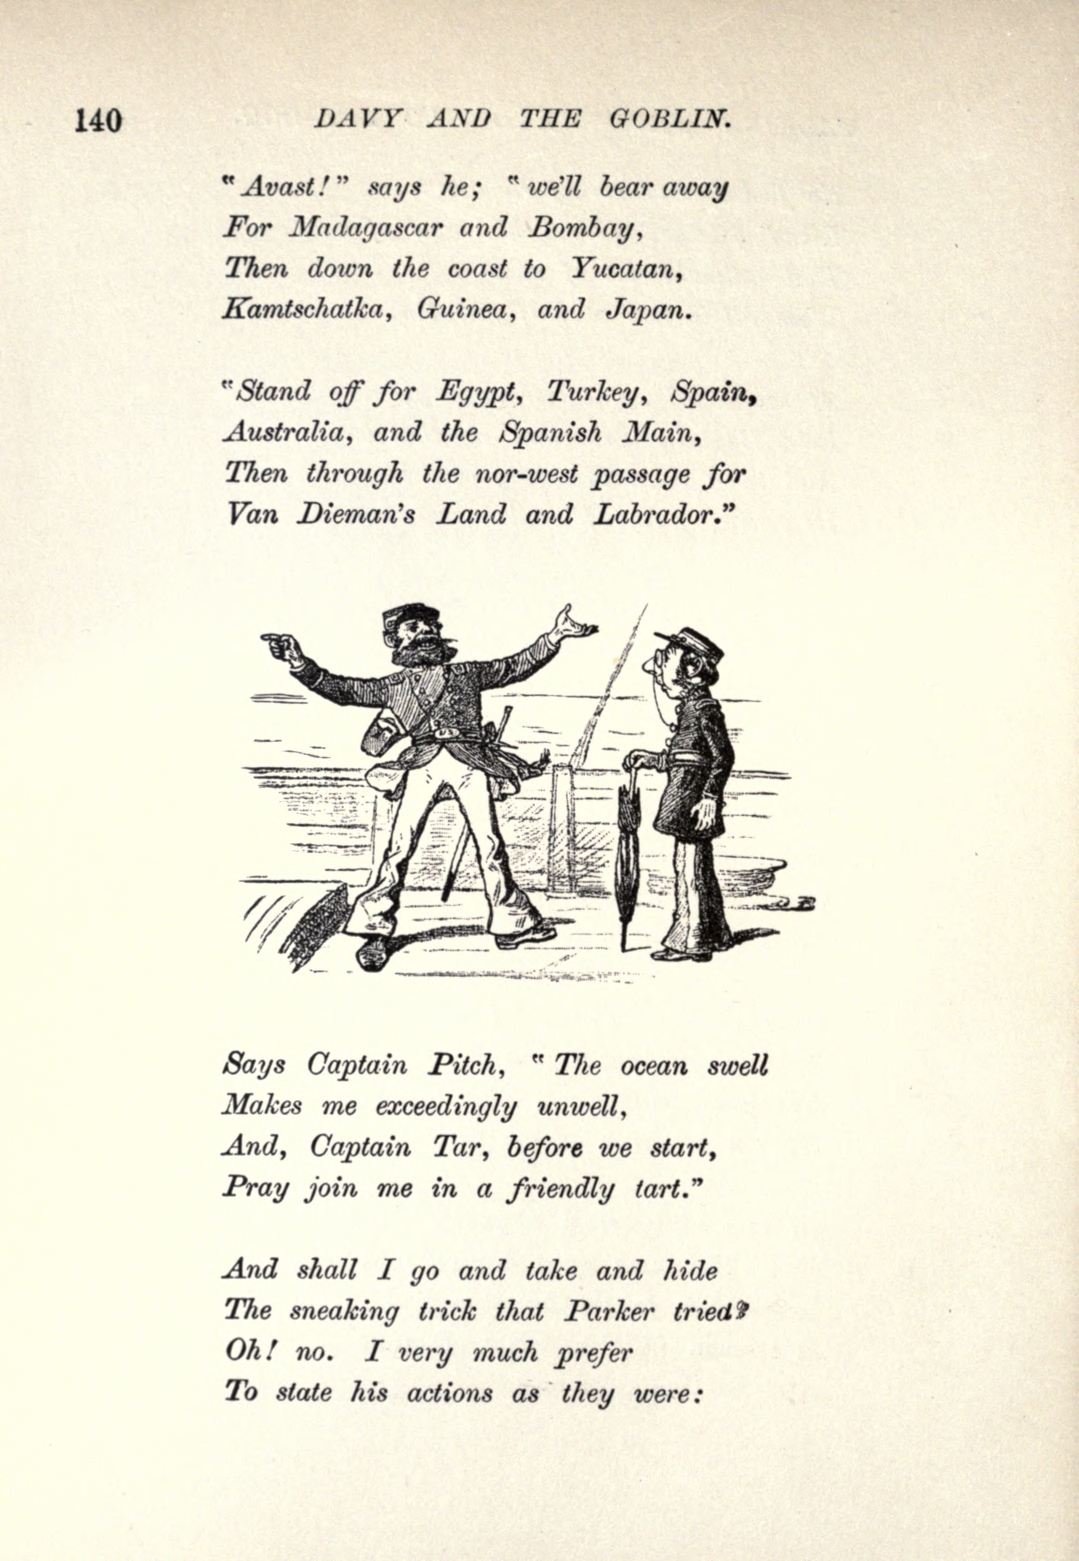 140 DAVY AND THE GOBLIN.
"Avast!" says he; "we'll bear away
For Madagascar and Bombay,
Then down the coast to Yucatan,
Kamtschatka, Guinea, and Japan.
"Stand off for Egypt, Turkey, Spain,
Australia, and the Spanish Main,
Then through the nor-west passage for
Van Dieman's Land and Labrador."
Says Captain Pitch, "The ocean swell
Makes me exceedingly unwell,
And, Captain Tar, before we start,
Pray join me in a friendly tart."
And shall I go and take and hide
The sneaking trick that Parker tried?
Oh! no. I very much prefer
To state his actions as they were: